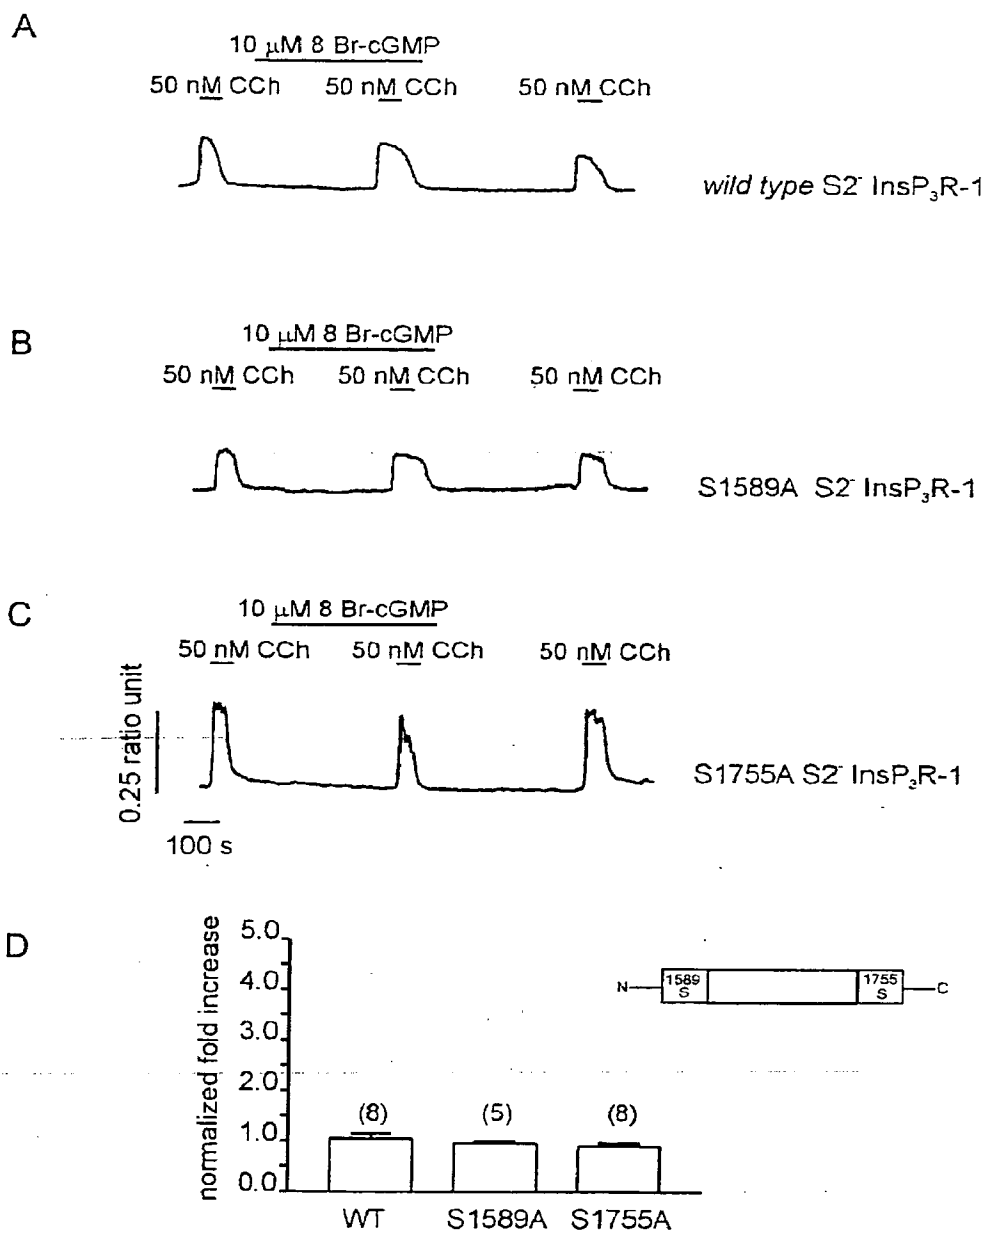 A
10 µM 8 Br-cGMP
50 nM CCh 50 nM CCh 50 nM CCh
wild type S2⁻ InsP₃R-1
B
10 µM 8 Br-cGMP
50 nM CCh 50 nM CCh 50 nM CCh
S1589A S2⁻ InsP₃R-1
C
10 µM 8 Br-cGMP
50 nM CCh 50 nM CCh 50 nM CCh
0.25 ratio unit
S1755A S2⁻ InsP₃R-1
100 s
D
normalized fold increase
5.0
4.0
3.0
2.0
1.0
0.0
(8) (5) (8)
WT S1589A S1755A
N 1589 S 1755 S C